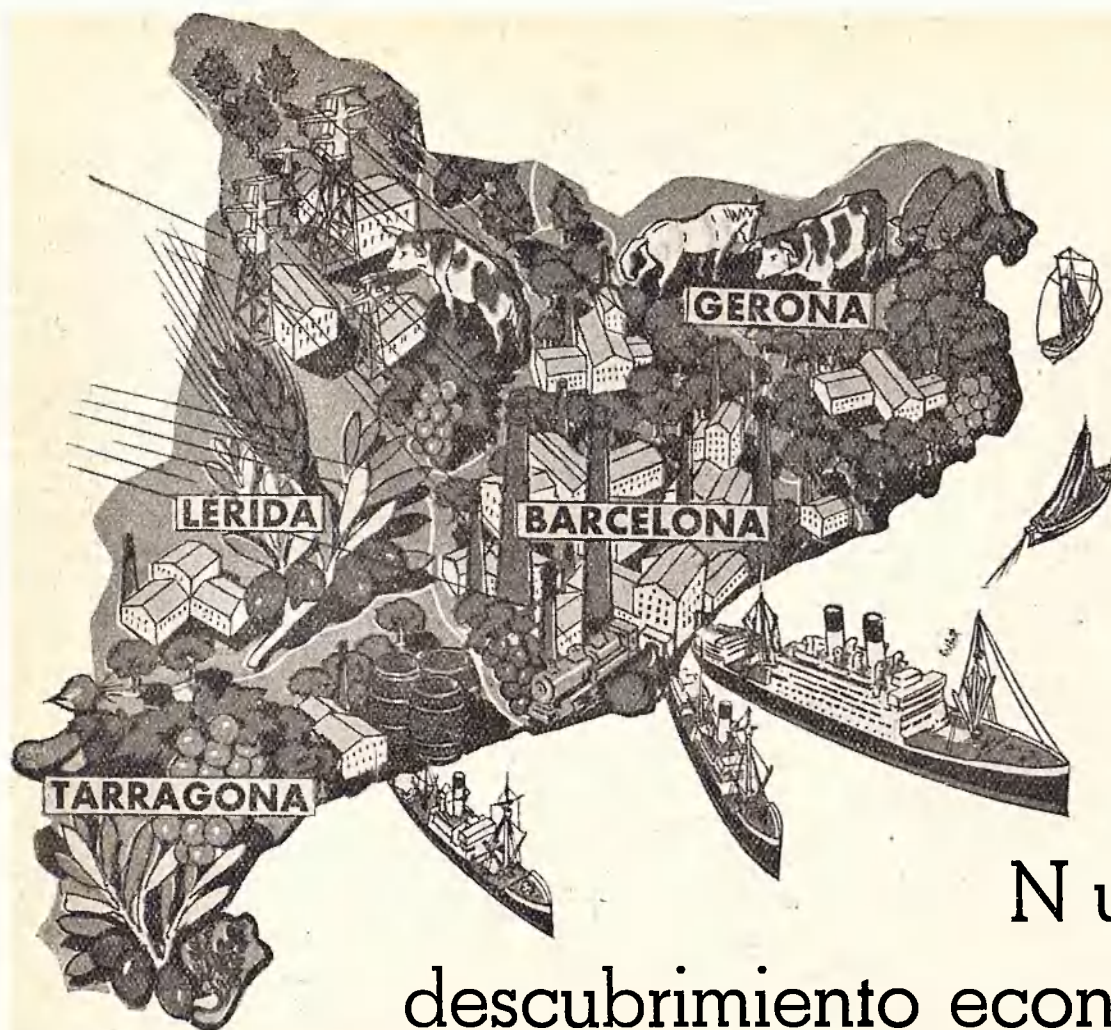 GERONA
LERIDA
BARCELONA
TARRAGONA
N u
descubrimiento econ